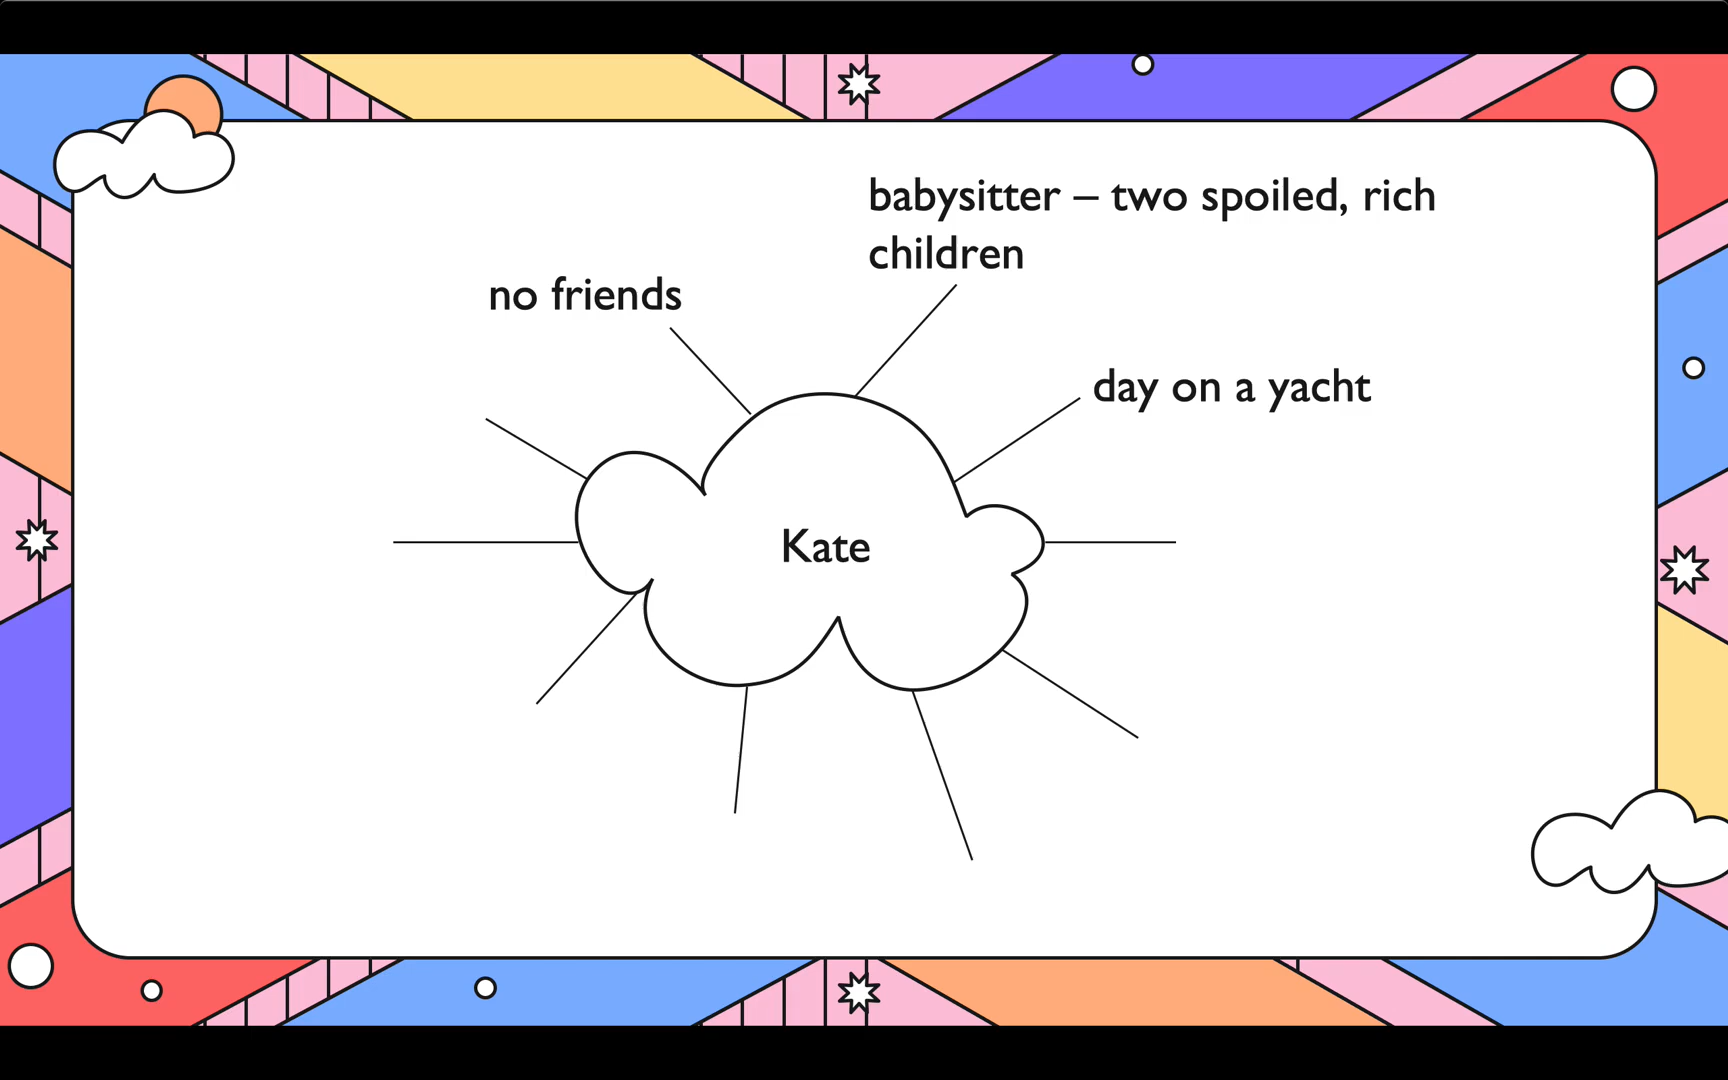 babysitter – two spoiled, rich
children
no friends
day on a yacht
Kate